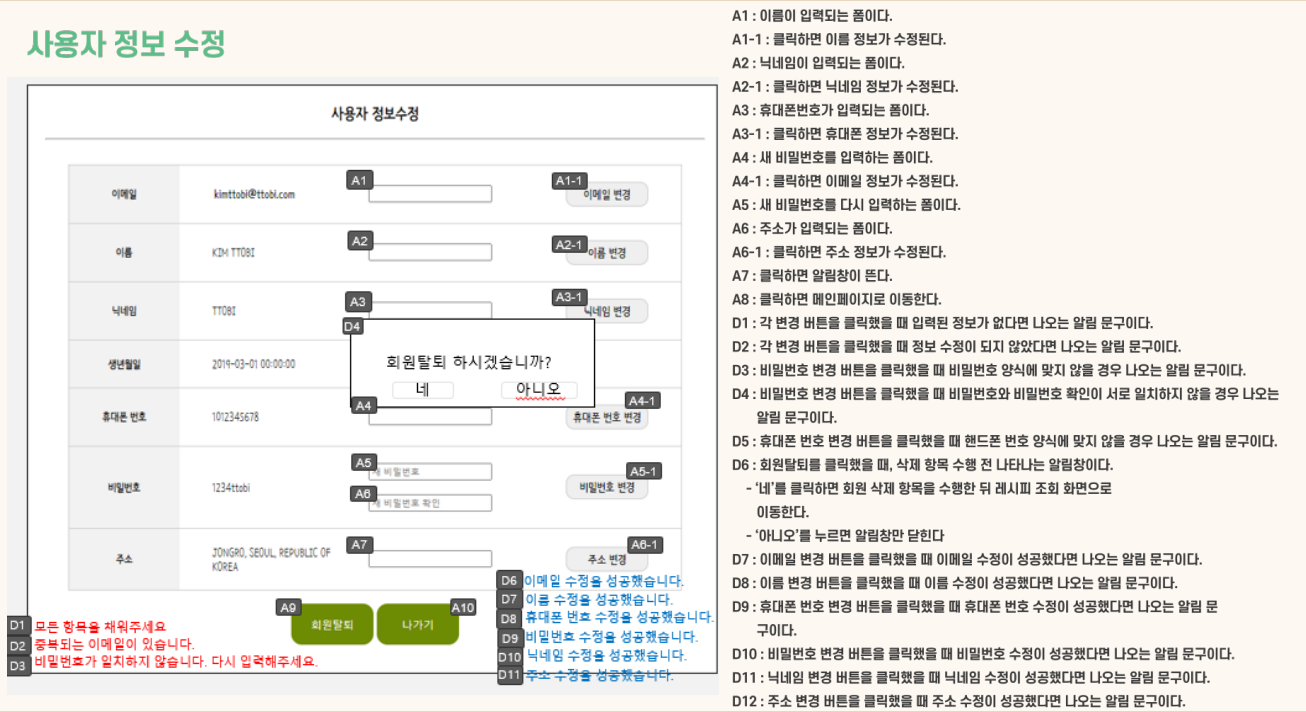 사용자 정보 수정
사용자 정보수정
이메일 kimttobi@ttobi.com A1 A1-1 이메일 변경
이름 KIM TTOBI A2 A2-1 이름 변경
닉네임 TTOBI A3 A3-1 닉네임 변경
D4
생년월일 2019-03-01 00:00:00
회원탈퇴 하시겠습니까?
네 아니오
휴대폰 번호 1012345678 A4 A4-1 휴대폰 번호 변경
비밀번호 1234ttobi A5 새 비밀번호 A5-1 비밀번호 변경
A6 새 비밀번호 확인
주소 JONGRO, SEOUL, REPUBLIC OF A7 A6-1 주소 변경
KOREA
A9 회원탈퇴 나가기 A10
D1 모든 항목을 채워주세요
D2 중복되는 이메일이 있습니다.
D3 비밀번호가 일치하지 않습니다. 다시 입력해주세요.
D6 이메일 수정을 성공했습니다.
D7 이름 수정을 성공했습니다.
D8 휴대폰 번호 수정을 성공했습니다.
D9 비밀번호 수정을 성공했습니다.
D10 닉네임 수정을 성공했습니다.
D11 주소 수정을 성공했습니다.
A1 : 이름이 입력되는 폼이다.
A1-1 : 클릭하면 이름 정보가 수정된다.
A2 : 닉네임이 입력되는 폼이다.
A2-1 : 클릭하면 닉네임 정보가 수정된다.
A3 : 휴대폰번호가 입력되는 폼이다.
A3-1 : 클릭하면 휴대폰 정보가 수정된다.
A4 : 새 비밀번호를 입력하는 폼이다.
A4-1 : 클릭하면 이메일 정보가 수정된다.
A5 : 새 비밀번호를 다시 입력하는 폼이다.
A6 : 주소가 입력되는 폼이다.
A6-1 : 클릭하면 주소 정보가 수정된다.
A7 : 클릭하면 알림창이 뜬다.
A8 : 클릭하면 메인페이지로 이동한다.
D1 : 각 변경 버튼을 클릭했을 때 입력된 정보가 없다면 나오는 알림 문구이다.
D2 : 각 변경 버튼을 클릭했을 때 정보 수정이 되지 않았다면 나오는 알림 문구이다.
D3 : 비밀번호 변경 버튼을 클릭했을 때 비밀번호 양식에 맞지 않을 경우 나오는 알림 문구이다.
D4 : 비밀번호 변경 버튼을 클릭했을 때 비밀번호와 비밀번호 확인이 서로 일치하지 않을 경우 나오는
알림 문구이다.
D5 : 휴대폰 번호 변경 버튼을 클릭했을 때 핸드폰 번호 양식에 맞지 않을 경우 나오는 알림 문구이다.
D6 : 회원탈퇴를 클릭했을 때, 삭제 항목 수행 전 나타나는 알림창이다.
- ‘네’를 클릭하면 회원 삭제 항목을 수행한 뒤 레시피 조회 화면으로
이동한다.
- ‘아니오’를 누르면 알림창만 닫힌다
D7 : 이메일 변경 버튼을 클릭했을 때 이메일 수정이 성공했다면 나오는 알림 문구이다.
D8 : 이름 변경 버튼을 클릭했을 때 이름 수정이 성공했다면 나오는 알림 문구이다.
D9 : 휴대폰 번호 변경 버튼을 클릭했을 때 휴대폰 번호 수정이 성공했다면 나오는 알림 문
구이다.
D10 : 비밀번호 변경 버튼을 클릭했을 때 비밀번호 수정이 성공했다면 나오는 알림 문구이다.
D11 : 닉네임 변경 버튼을 클릭했을 때 닉네임 수정이 성공했다면 나오는 알림 문구이다.
D12 : 주소 변경 버튼을 클릭했을 때 주소 수정이 성공했다면 나오는 알림 문구이다.